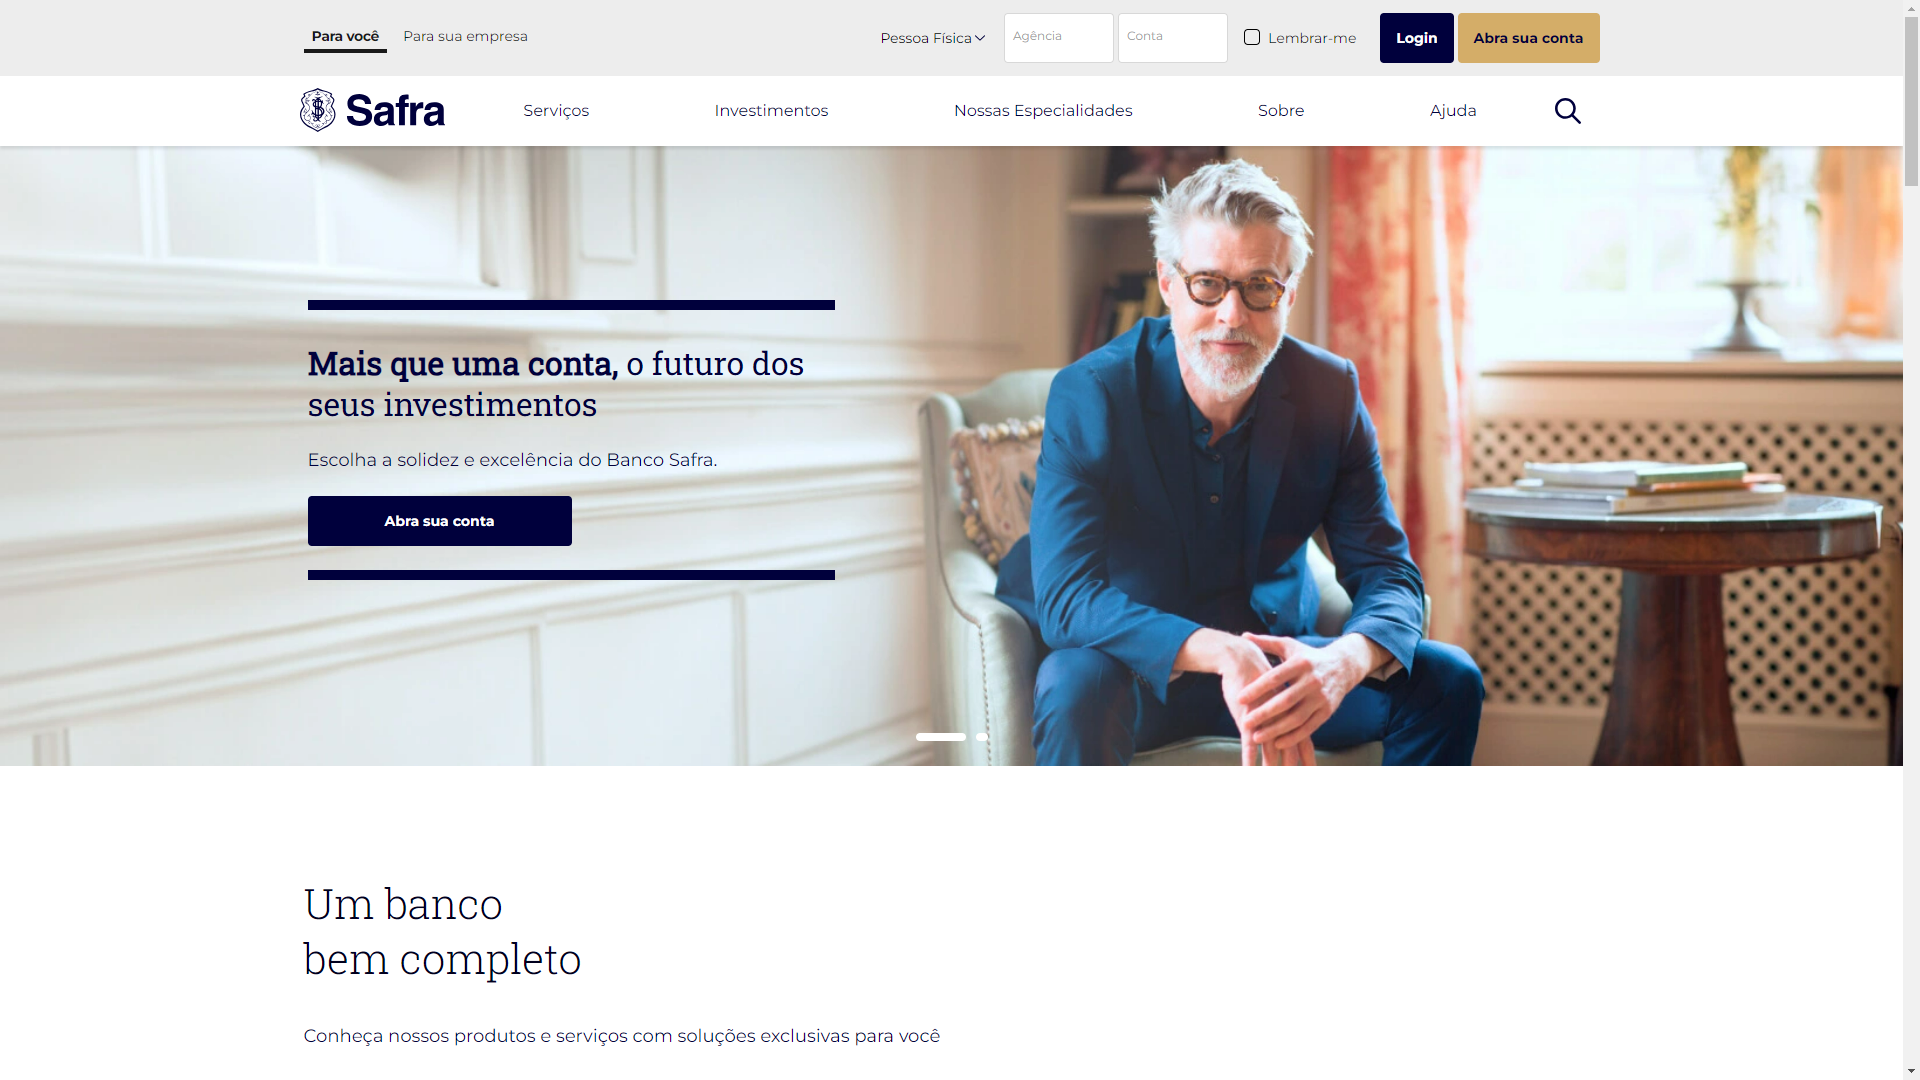 Para você
Para sua empresa
Pessoa Física
Agência
Conta
Lembrar-me
Login
Abra sua conta
Safra
Serviços
Investimentos
Nossas Especialidades
Sobre
Ajuda
Mais que uma conta, o futuro dos
seus investimentos
Escolha a solidez e excelência do Banco Safra.
Abra sua conta
Um banco
bem completo
Conheça nossos produtos e serviços com soluções exclusivas para você